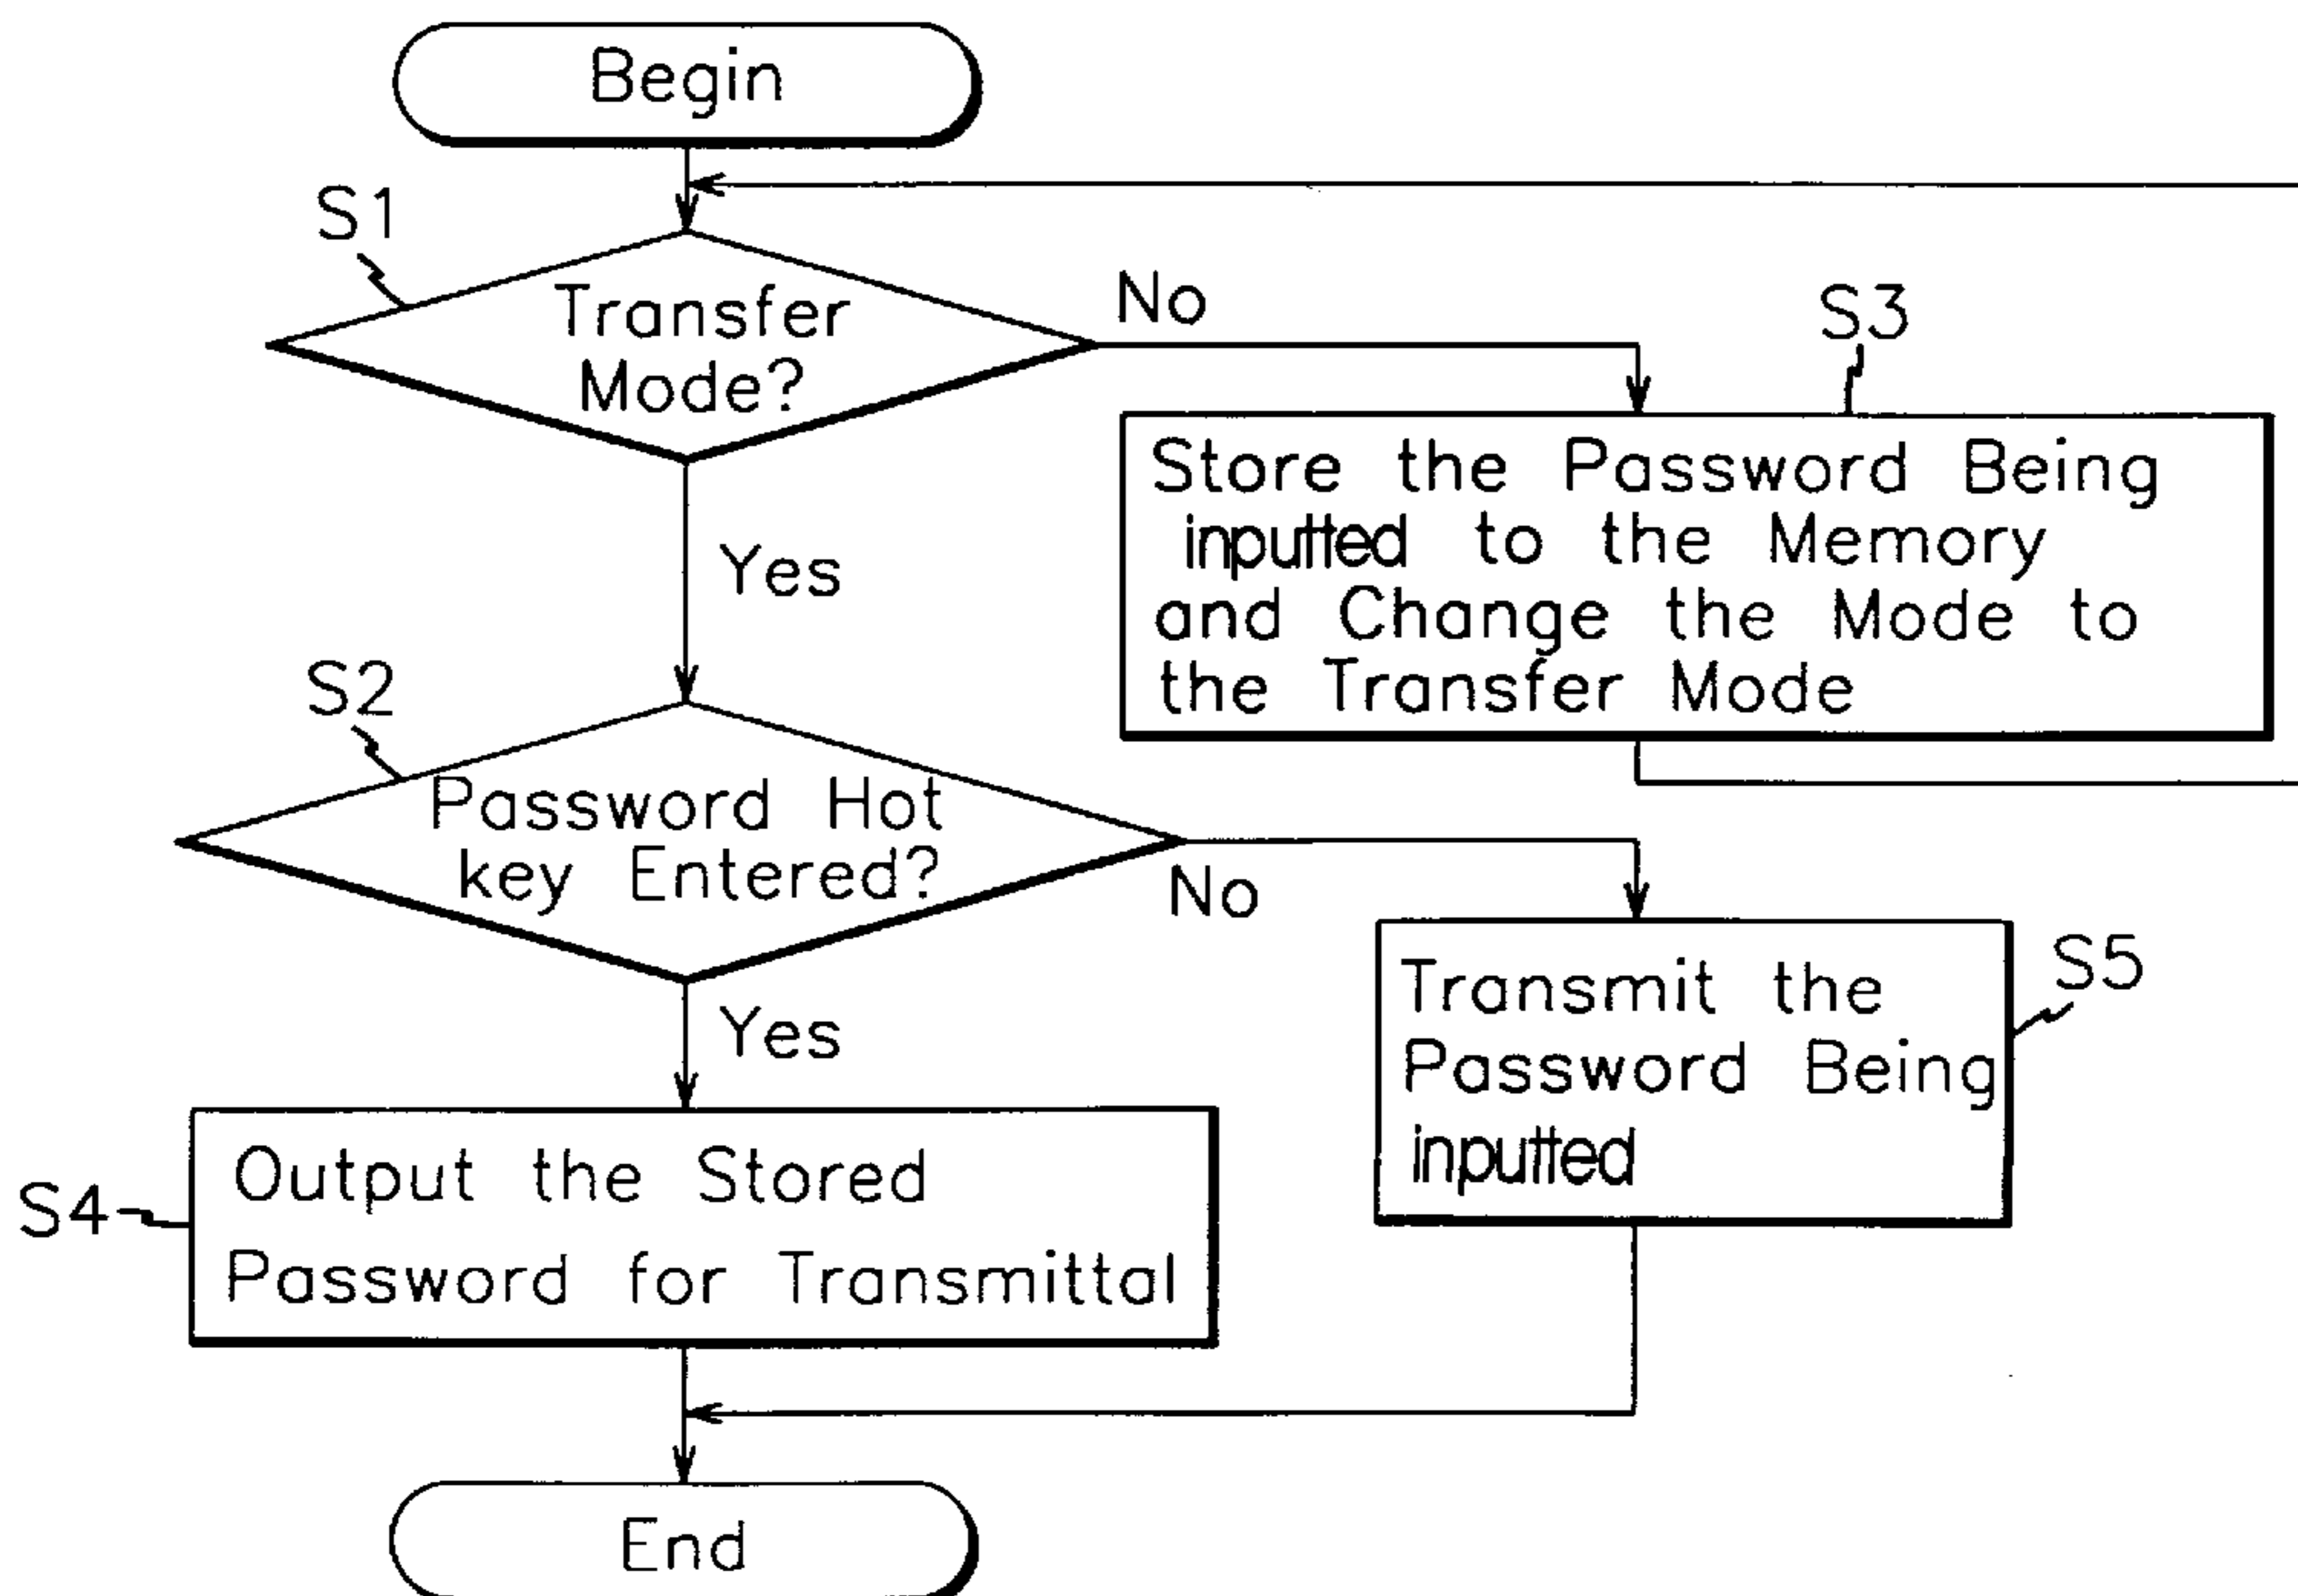 Begin
S1
Transfer
Mode?
No
S3
Store the Password Being
inputted to the Memory
and Change the Mode to
the Transfer Mode
Yes
S2
Password Hot
key Entered?
No
S5
Transmit the
Password Being
inputted
Yes
S4
Output the Stored
Password for Transmittal
End